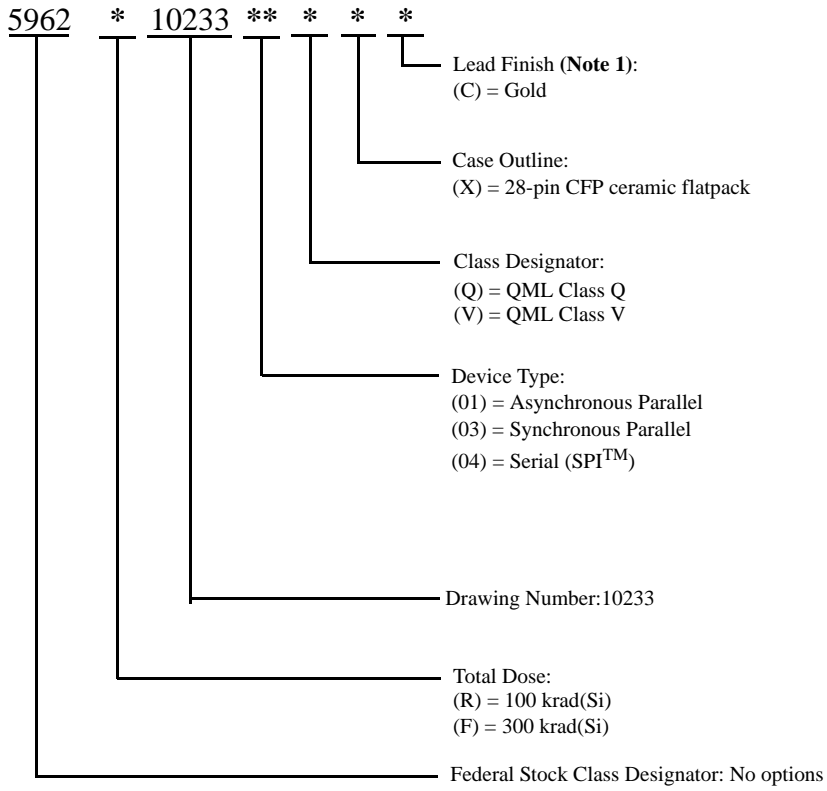 5962 * 10233 ** * * *
Lead Finish (Note 1):
(C) = Gold
Case Outline:
(X) = 28-pin CFP ceramic flatpack
Class Designator:
(Q) = QML Class Q
(V) = QML Class V
Device Type:
(01) = Asynchronous Parallel
(03) = Synchronous Parallel
(04) = Serial (SPI™)
Drawing Number:10233
Total Dose:
(R) = 100 krad(Si)
(F) = 300 krad(Si)
Federal Stock Class Designator: No options